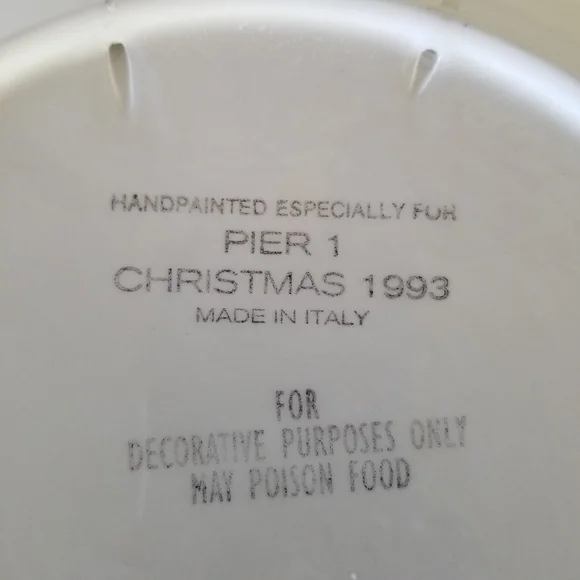 HANDPAINTED ESPECIALLY FOR
PIER 1
CHRISTMAS 1993
MADE IN ITALY
FOR
DECORATIVE PURPOSES ONLY
MAY POISON FOOD